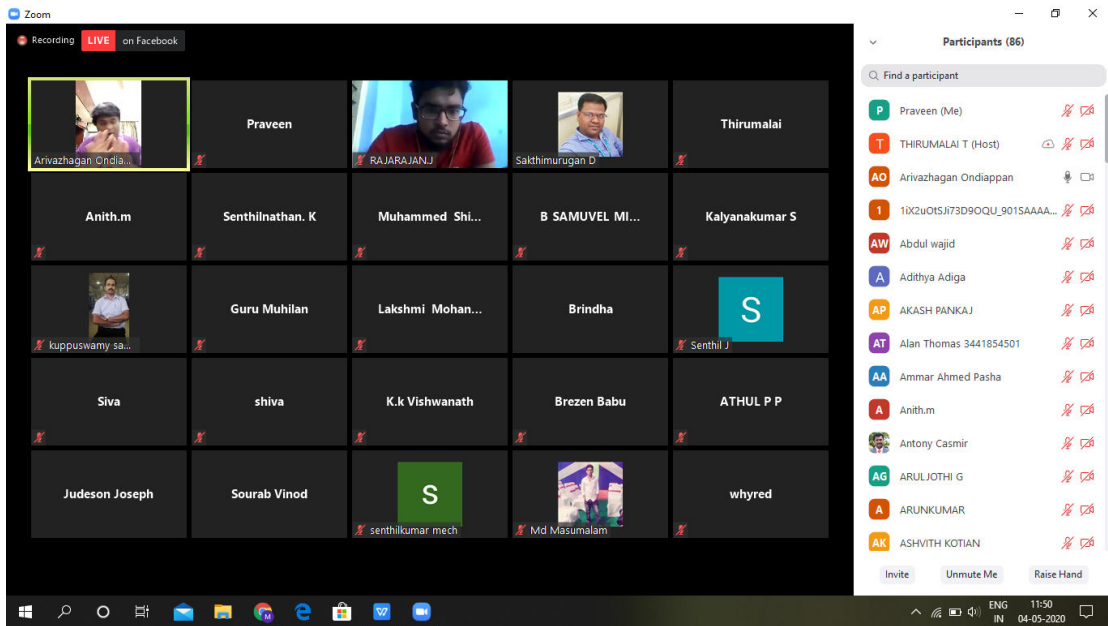 Zoom
Recording LIVE on Facebook
Arivazhagan Ondia...
Praveen
RAJARAJAN.J
Sakthimurugan D
Thirumalai
Anith.m
Senthilnathan. K
Muhammed Shi...
B SAMUVEL MI...
Kalyanakumar S
kuppuswamy sa...
Guru Muhilan
Lakshmi Mohan...
Brindha
S
Senthil J
Siva
shiva
K.k Vishwanath
Brezen Babu
ATHUL P P
Judeson Joseph
Sourab Vinod
S
senthilkumar mech
Md Masumalam
whyred
Participants (86)
Find a participant
P Praveen (Me)
T THIRUMALAI T (Host)
AO Arivazhagan Ondiappan
1 1iX2uOtSJi73D9OQU_901SAAAA...
AW Abdul wajid
A Adithya Adiga
AP AKASH PANKAJ
AT Alan Thomas 3441854501
AA Ammar Ahmed Pasha
A Anith.m
Antony Casmir
AG ARULJOTHI G
A ARUNKUMAR
AK ASHVITH KOTIAN
Invite Unmute Me Raise Hand
ENG 11:50
IN 04-05-2020